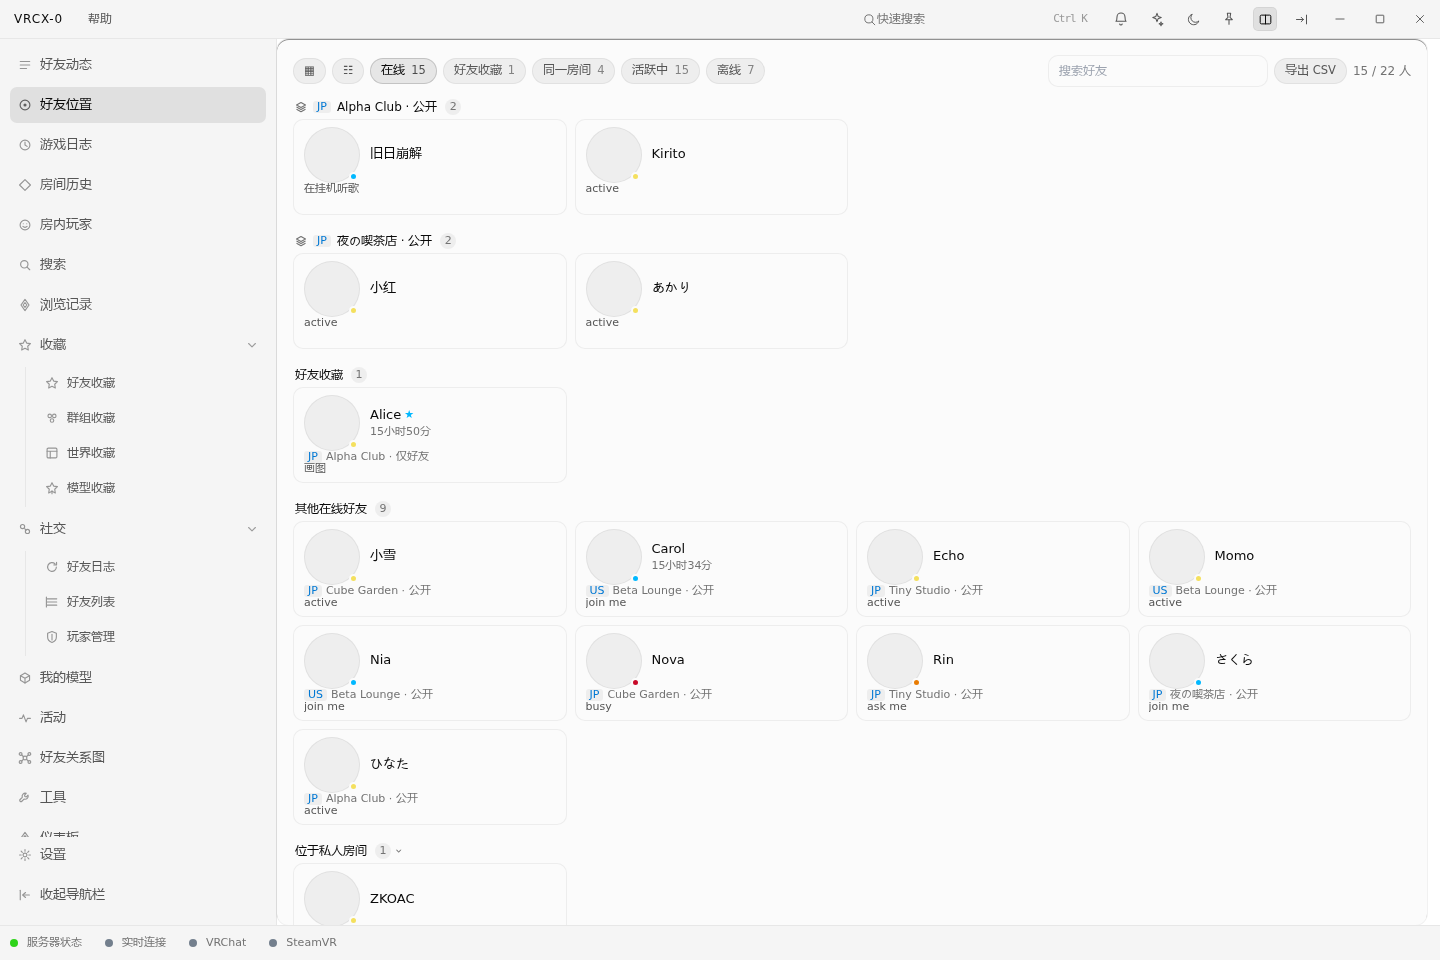 VRCX-0 帮助 快速搜索 Ctrl K
好友动态
好友位置
游戏日志
房间历史
房内玩家
搜索
浏览记录
收藏
好友收藏
群组收藏
世界收藏
模型收藏
社交
好友日志
好友列表
玩家管理
我的模型
活动
好友关系图
工具
仪表板
设置
收起导航栏
在线 15 好友收藏 1 同一房间 4 活跃中 15 离线 7 搜索好友 导出 CSV 15 / 22 人
JP Alpha Club · 公开 2
旧日崩解
在挂机听歌
Kirito
active
JP 夜の喫茶店 · 公开 2
小红
active
あかり
active
好友收藏 1
Alice ★
15小时50分
JP Alpha Club · 仅好友
画图
其他在线好友 9
小雪
JP Cube Garden · 公开
active
Carol
15小时34分
US Beta Lounge · 公开
join me
Echo
JP Tiny Studio · 公开
active
Momo
US Beta Lounge · 公开
active
Nia
US Beta Lounge · 公开
join me
Nova
JP Cube Garden · 公开
busy
Rin
JP Tiny Studio · 公开
ask me
さくら
JP 夜の喫茶店 · 公开
join me
ひなた
JP Alpha Club · 公开
active
位于私人房间 1
ZKOAC
服务器状态 实时连接 VRChat SteamVR